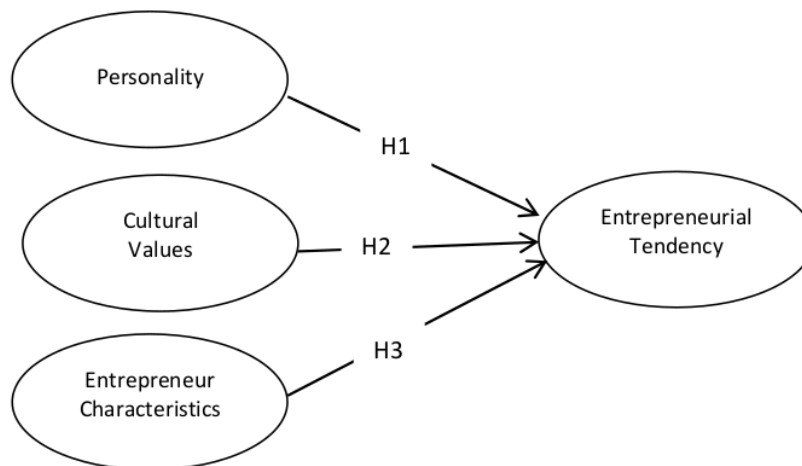 Personality
H1
Cultural
Values
H2
Entrepreneurial
Tendency
H3
Entrepreneur
Characteristics